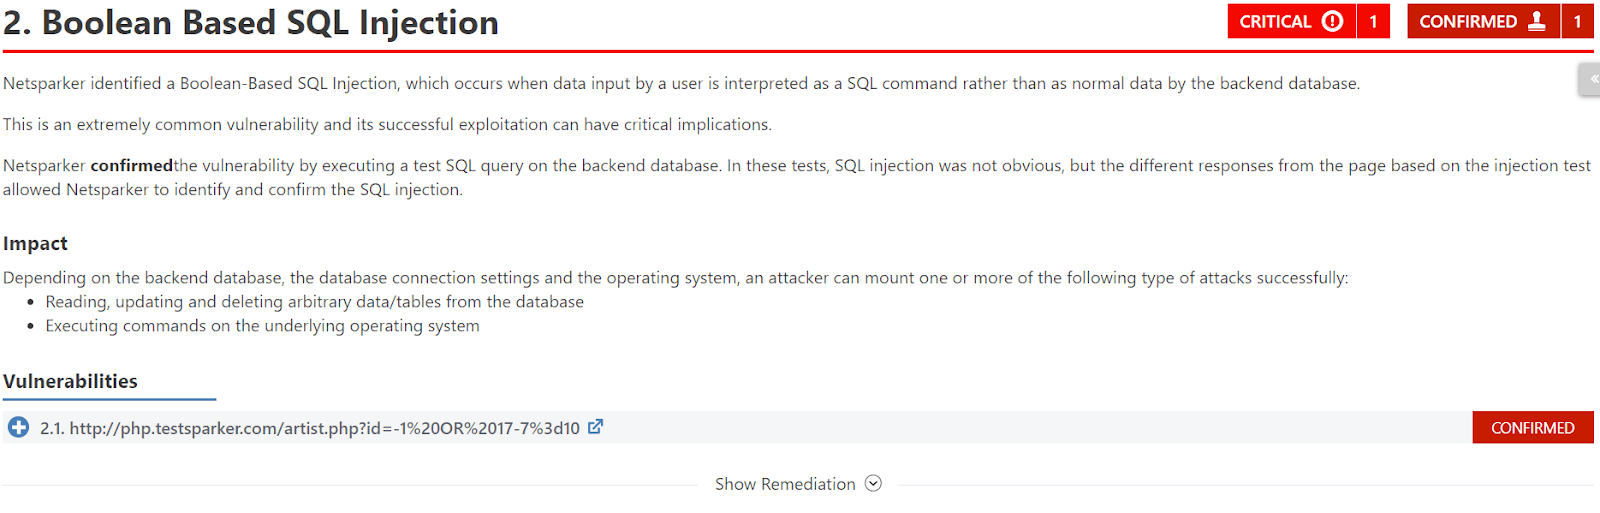 2. Boolean Based SQL Injection
CRITICAL 1 CONFIRMED 1
Netsparker identified a Boolean-Based SQL Injection, which occurs when data input by a user is interpreted as a SQL command rather than as normal data by the backend database.
This is an extremely common vulnerability and its successful exploitation can have critical implications.
Netsparker confirmedthe vulnerability by executing a test SQL query on the backend database. In these tests, SQL injection was not obvious, but the different responses from the page based on the injection test
allowed Netsparker to identify and confirm the SQL injection.
Impact
Depending on the backend database, the database connection settings and the operating system, an attacker can mount one or more of the following type of attacks successfully:
• Reading, updating and deleting arbitrary data/tables from the database
• Executing commands on the underlying operating system
Vulnerabilities
2.1. http://php.testsparker.com/artist.php?id=-1%20OR%2017-7%3d10 CONFIRMED
Show Remediation